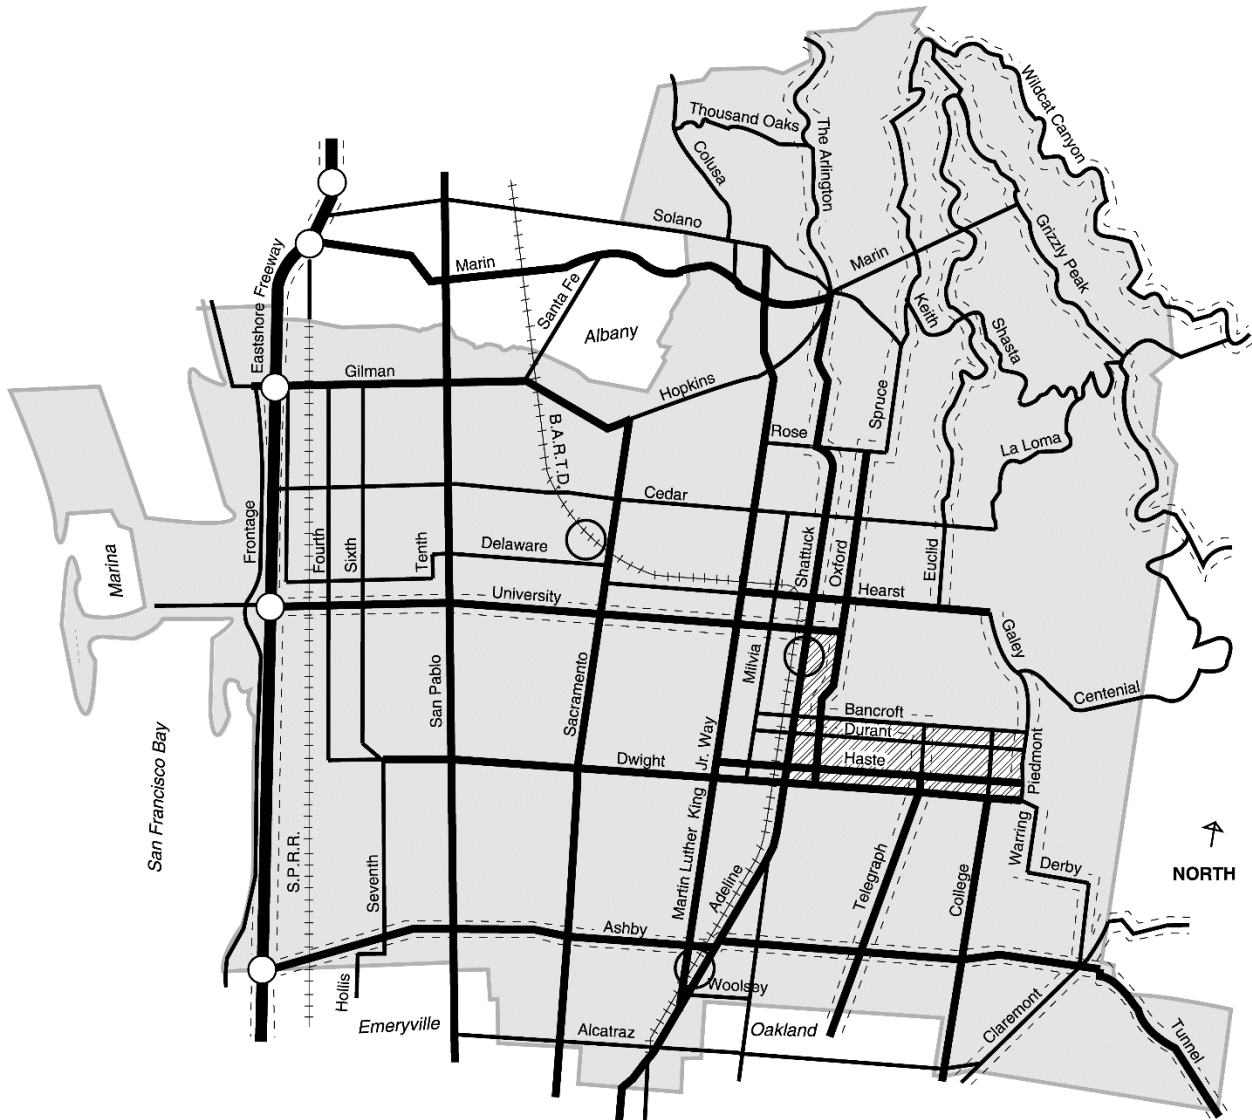 Wildcat Canyon
Thousand Oaks
The Arlington
Colusa
Solano
Marin
Grizzly Peak
Eastshore Freeway
Marin
Santa Fe
Albany
Keith
Shasta
Gilman
Hopkins
Spruce
B.A.R.T.D.
Rose
La Loma
Cedar
Frontage
Fourth
Sixth
Tenth
Delaware
Shattuck
Oxford
Euclid
Marina
University
Hearst
Galey
San Pablo
Sacramento
Milvia
Centenial
Bancroft
Durant
Haste
Dwight
Jr. Way
Piedmont
San Francisco Bay
S.P.R.R.
Seventh
Martin Luther King
Adeline
Telegraph
College
Warring
Derby
NORTH
Ashby
Hollis
Woolsey
Emeryville
Alcatraz
Oakland
Claremont
Tunnel